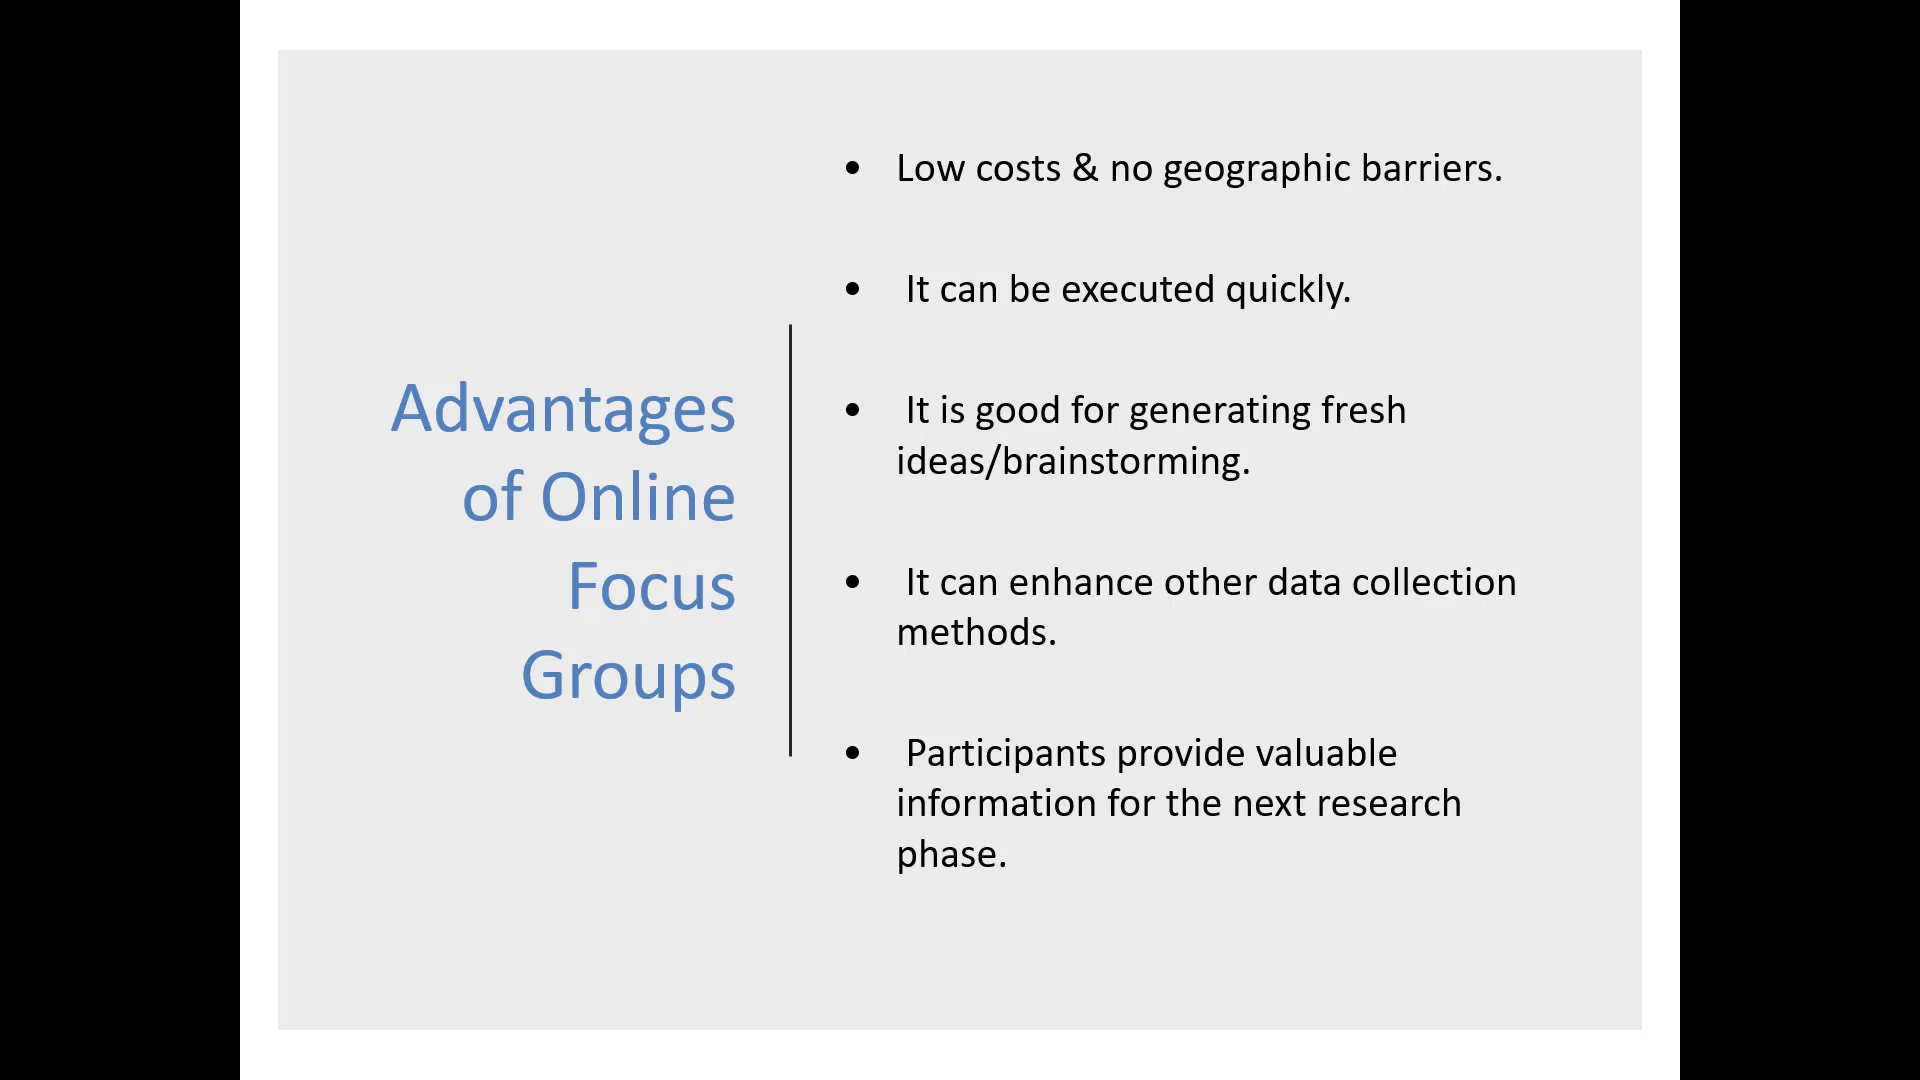 Advantages
of Online
Focus
Groups
• Low costs & no geographic barriers.
• It can be executed quickly.
• It is good for generating fresh
ideas/brainstorming.
• It can enhance other data collection
methods.
• Participants provide valuable
information for the next research
phase.